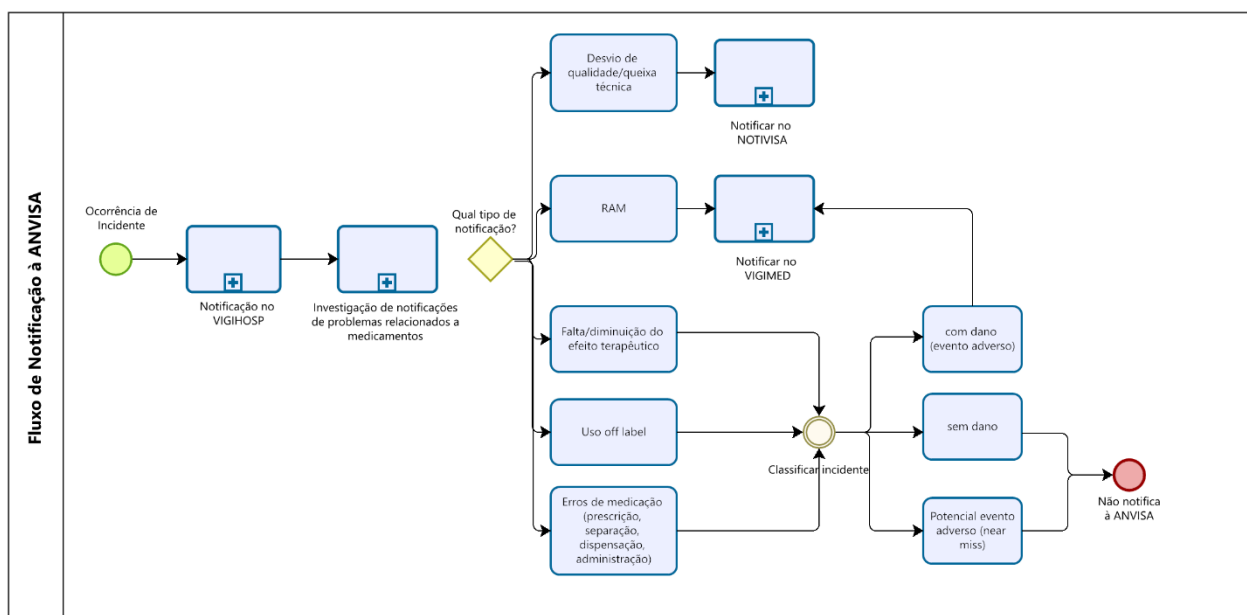 Fluxo de Notificação à ANVISA
Ocorrência de
Incidente
Notificação no
VIGIHOSP
Investigação de notificações
de problemas relacionados a
medicamentos
Qual tipo de
notificação?
Desvio de
qualidade/queixa
técnica
Notificar no
NOTIVISA
RAM
Notificar no
VIGIMED
Falta/diminuição do
efeito terapêutico
Uso off label
Erros de medicação
(prescrição,
separação,
dispensação,
administração)
Classificar incidente
com dano
(evento adverso)
sem dano
Potencial evento
adverso (near
miss)
Não notifica
à ANVISA